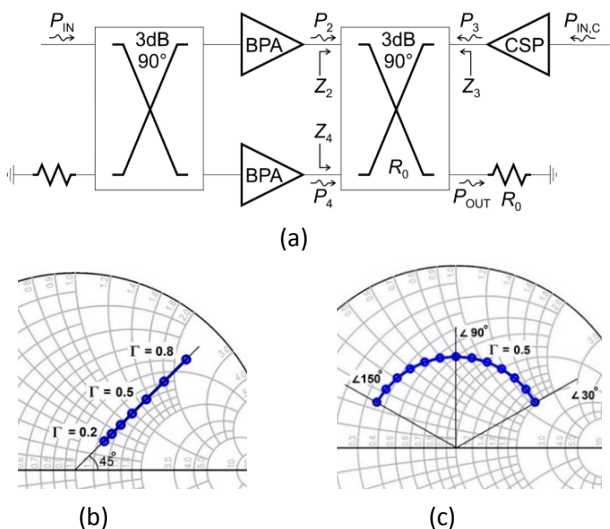 P_IN
P_2
P_3
P_IN,C
3dB
90°
BPA
3dB
90°
CSP
Z_2
Z_3
Z_4
BPA
R_0
P_4
P_OUT
R_0
(a)
Γ = 0.8
Γ = 0.5
Γ = 0.2
45°
∠ 90°
Γ = 0.5
∠150°
∠30°
(b)
(c)